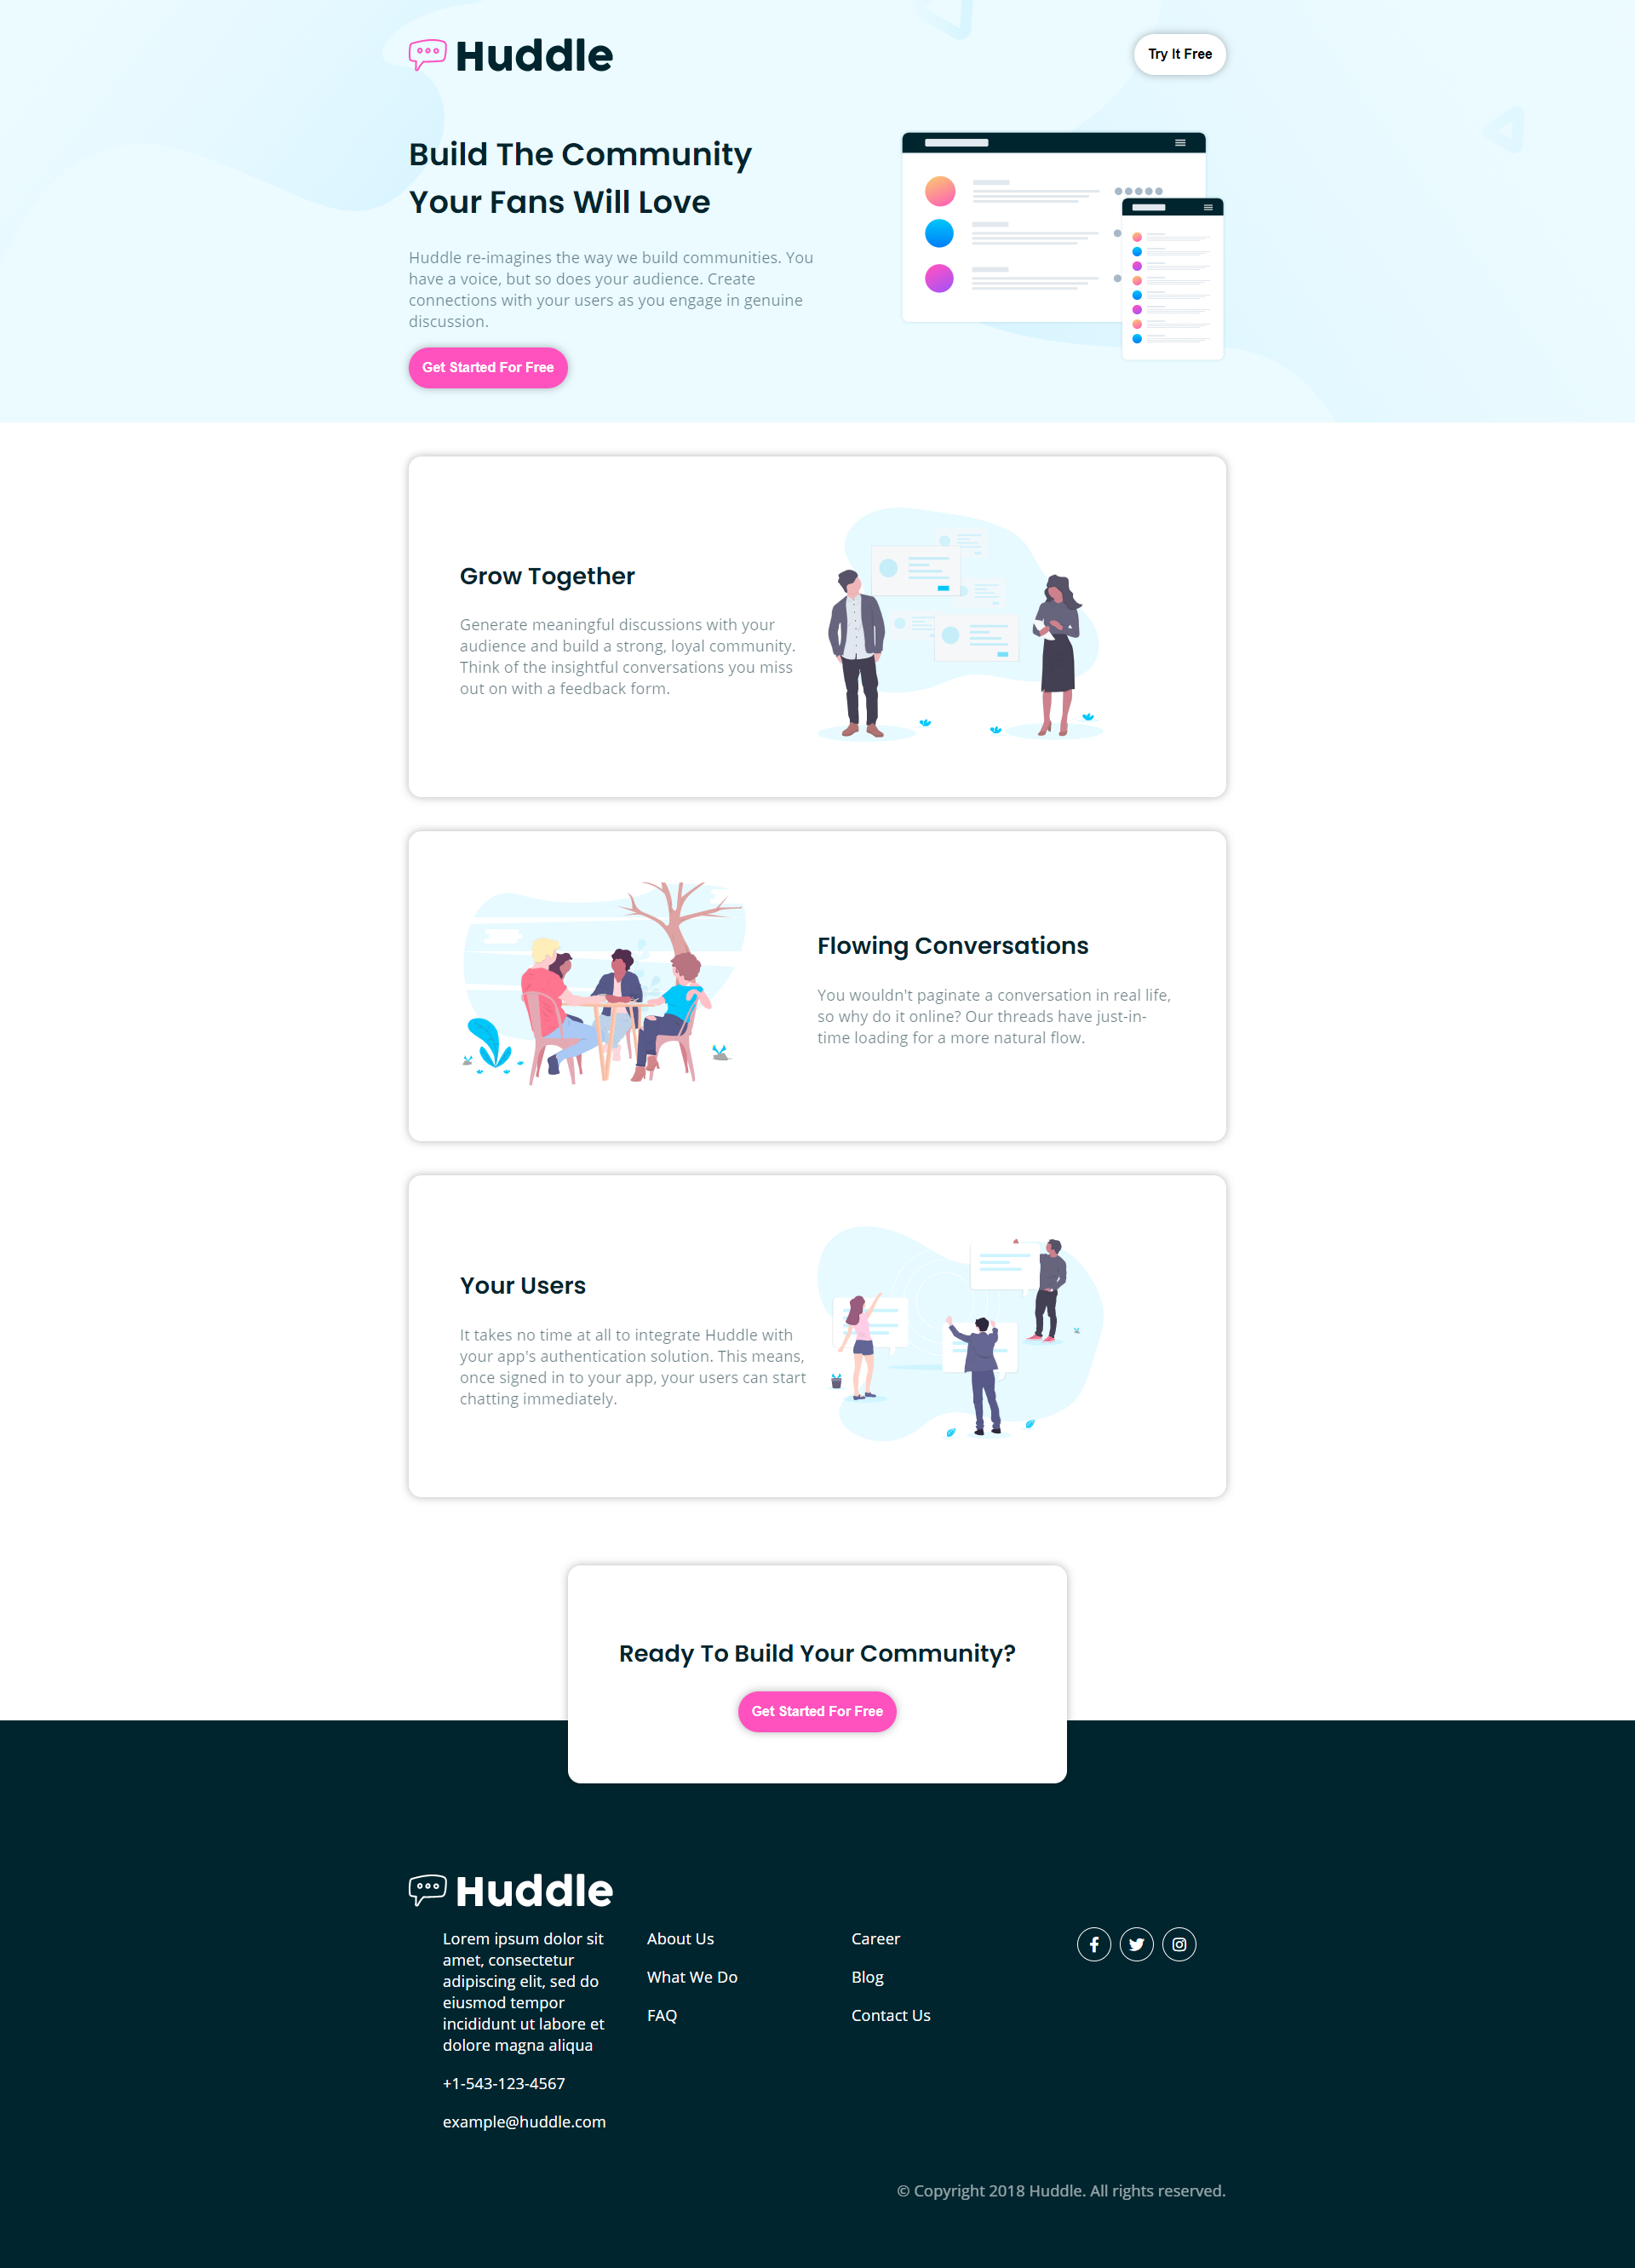 Huddle
Try It Free
Build The Community
Your Fans Will Love
Huddle re-imagines the way we build communities. You
have a voice, but so does your audience. Create
connections with your users as you engage in genuine
discussion.
Get Started For Free
Grow Together
Generate meaningful discussions with your
audience and build a strong, loyal community.
Think of the insightful conversations you miss
out on with a feedback form.
Flowing Conversations
You wouldn't paginate a conversation in real life,
so why do it online? Our threads have just-in-
time loading for a more natural flow.
Your Users
It takes no time at all to integrate Huddle with
your app's authentication solution. This means,
once signed in to your app, your users can start
chatting immediately.
Ready To Build Your Community?
Get Started For Free
Huddle
Lorem ipsum dolor sit
amet, consectetur
adipiscing elit, sed do
eiusmod tempor
incididunt ut labore et
dolore magna aliqua
+1-543-123-4567
example@huddle.com
About Us
What We Do
FAQ
Career
Blog
Contact Us
© Copyright 2018 Huddle. All rights reserved.